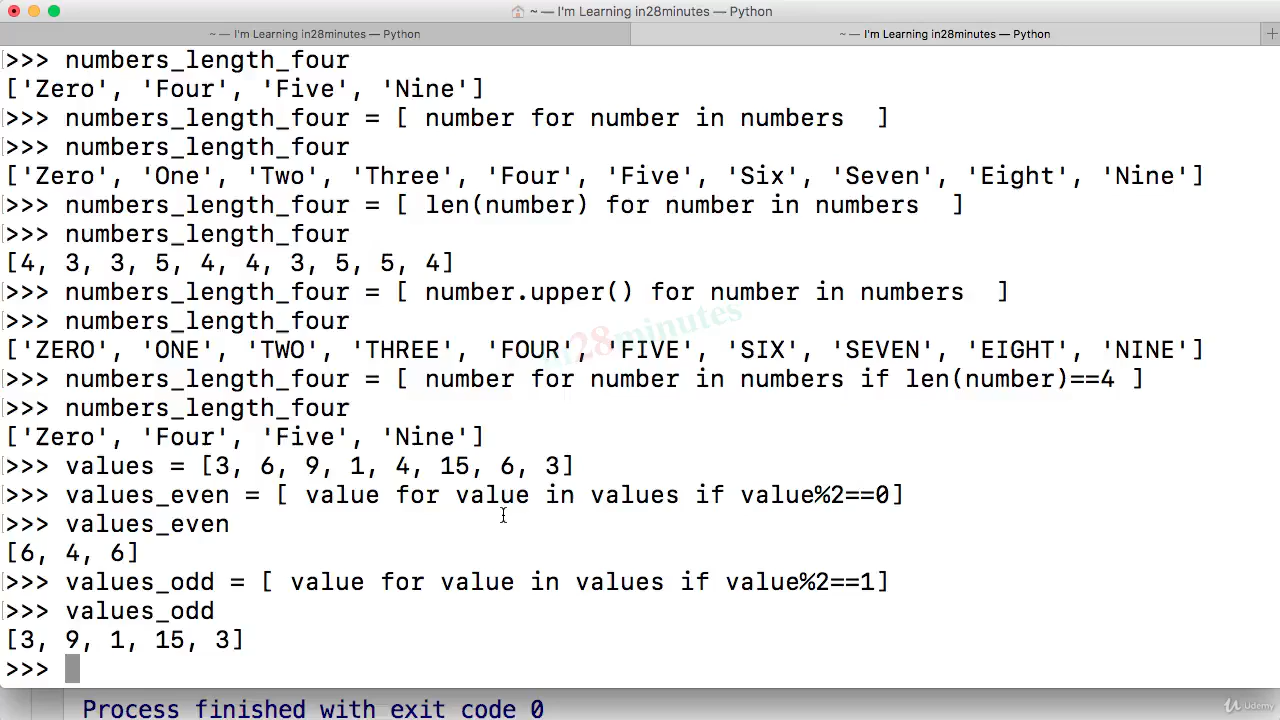 ~ — I'm Learning in28minutes — Python
~ — I'm Learning in28minutes — Python
~ — I'm Learning in28minutes — Python
>>> numbers_length_four
['Zero', 'Four', 'Five', 'Nine']
>>> numbers_length_four = [ number for number in numbers  ]
>>> numbers_length_four
['Zero', 'One', 'Two', 'Three', 'Four', 'Five', 'Six', 'Seven', 'Eight', 'Nine']
>>> numbers_length_four = [ len(number) for number in numbers  ]
>>> numbers_length_four
[4, 3, 3, 5, 4, 4, 3, 5, 5, 4]
>>> numbers_length_four = [ number.upper() for number in numbers  ]
>>> numbers_length_four
['ZERO', 'ONE', 'TWO', 'THREE', 'FOUR', 'FIVE', 'SIX', 'SEVEN', 'EIGHT', 'NINE']
in28minutes
>>> numbers_length_four = [ number for number in numbers if len(number)==4 ]
>>> numbers_length_four
['Zero', 'Four', 'Five', 'Nine']
>>> values = [3, 6, 9, 1, 4, 15, 6, 3]
>>> values_even = [ value for value in values if value%2==0]
>>> values_even
[6, 4, 6]
>>> values_odd = [ value for value in values if value%2==1]
>>> values_odd
[3, 9, 1, 15, 3]
>>>
Process finished with exit code 0
Udemy